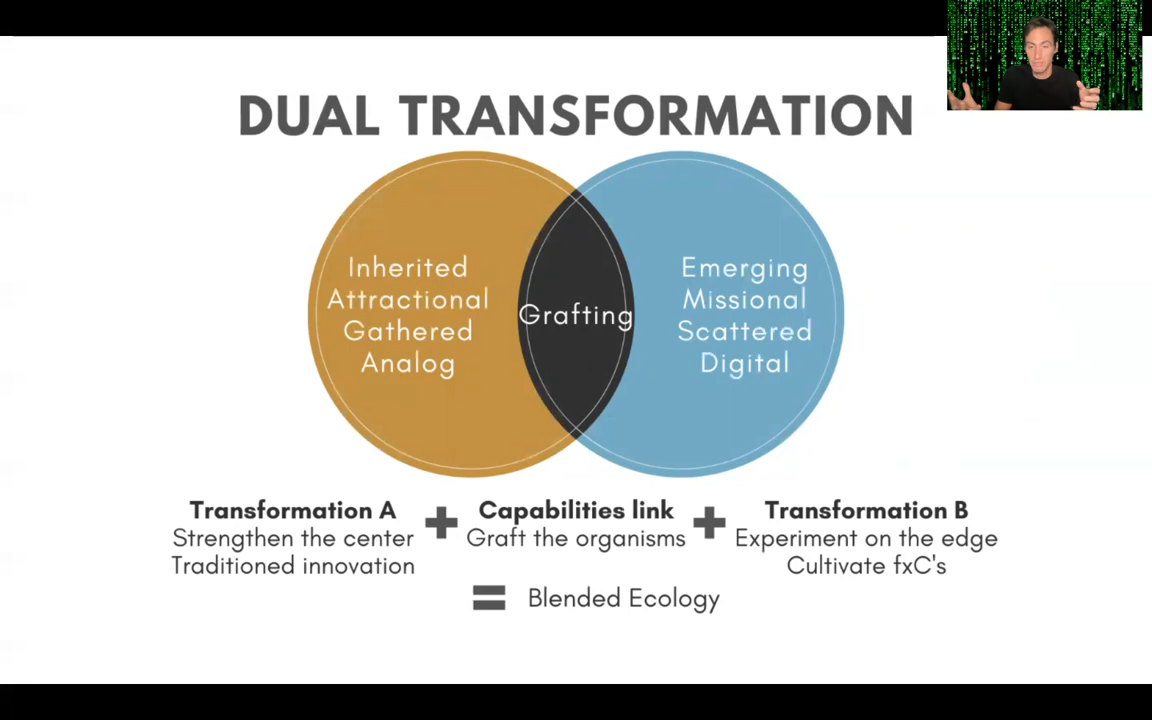 DUAL TRANSFORMATION
Inherited
Attractional
Gathered
Analog
Grafting
Emerging
Missional
Scattered
Digital
Transformation A
Strengthen the center
Traditioned innovation
+
Capabilities link
Graft the organisms
+
Transformation B
Experiment on the edge
Cultivate fxC's
= Blended Ecology